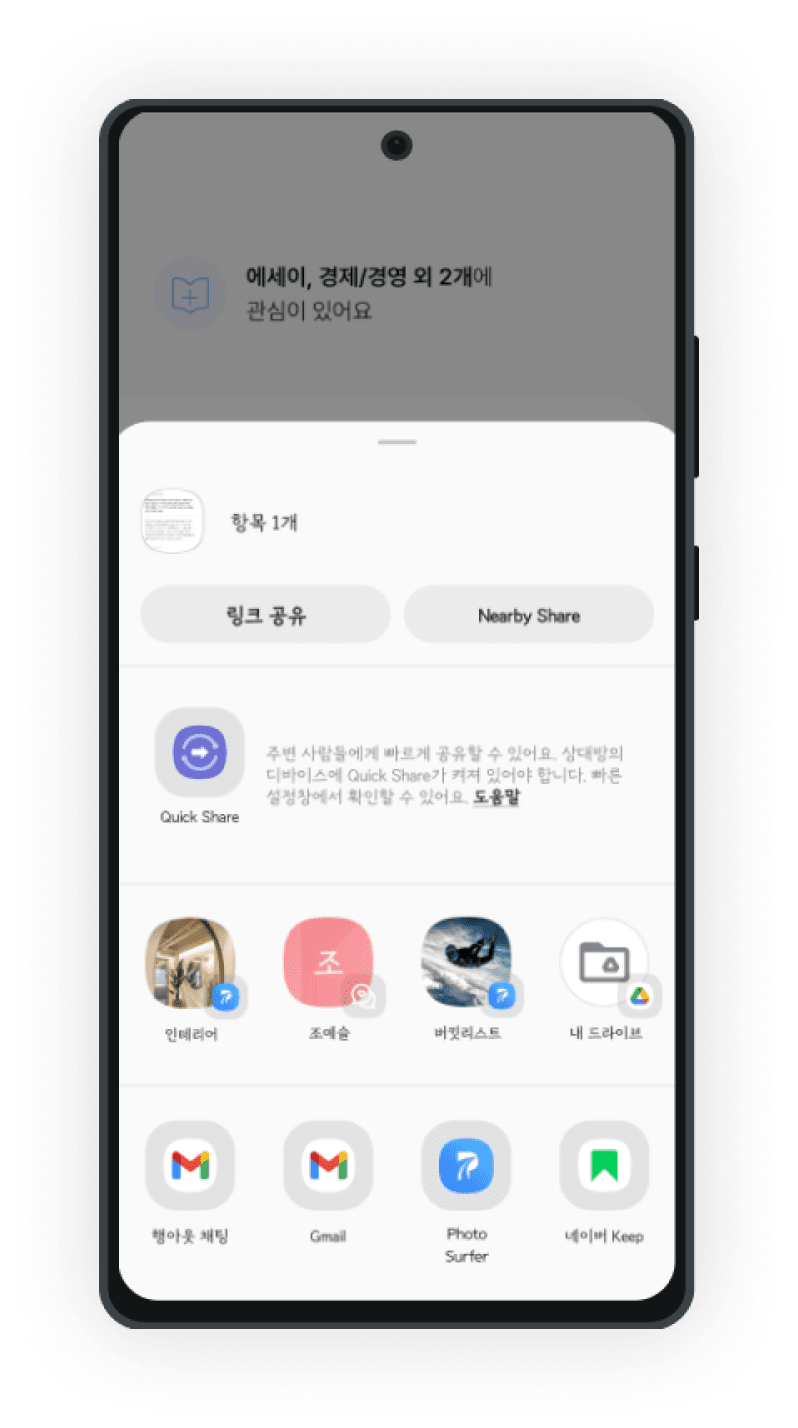 에세이, 경제/경영 외 2개에
관심이 있어요
항목 1개
링크 공유
Nearby Share
주변 사람들에게 빠르게 공유할 수 있어요. 상대방의
디바이스에 Quick Share가 켜져 있어야 합니다. 빠른
설정창에서 확인할 수 있어요. 도움말
Quick Share
조
인테리어
조예슬
버킷리스트
내 드라이브
행아웃 채팅
Gmail
Photo
Surfer
네이버 Keep